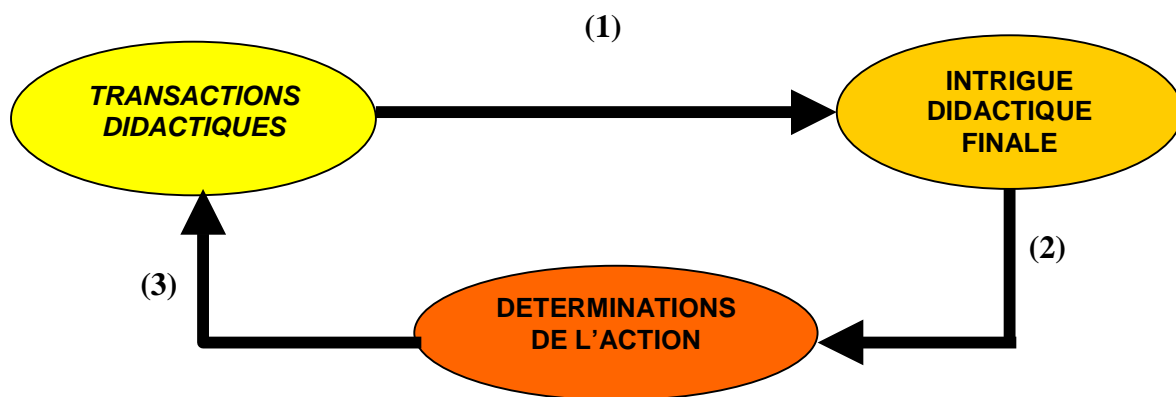 (1)
TRANSACTIONS
DIDACTIQUES
INTRIGUE
DIDACTIQUE
FINALE
(2)
(3)
DETERMINATIONS
DE L’ACTION